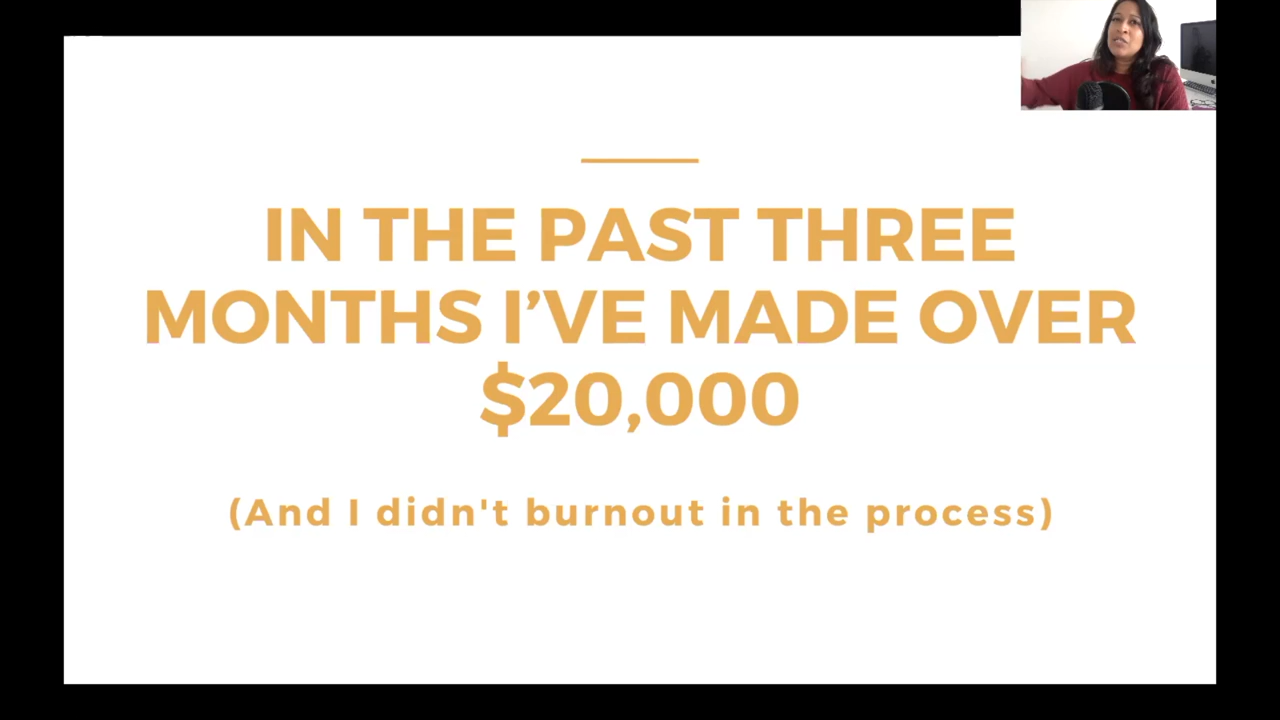 IN THE PAST THREE
MONTHS I’VE MADE OVER
$20,000
(And I didn't burnout in the process)